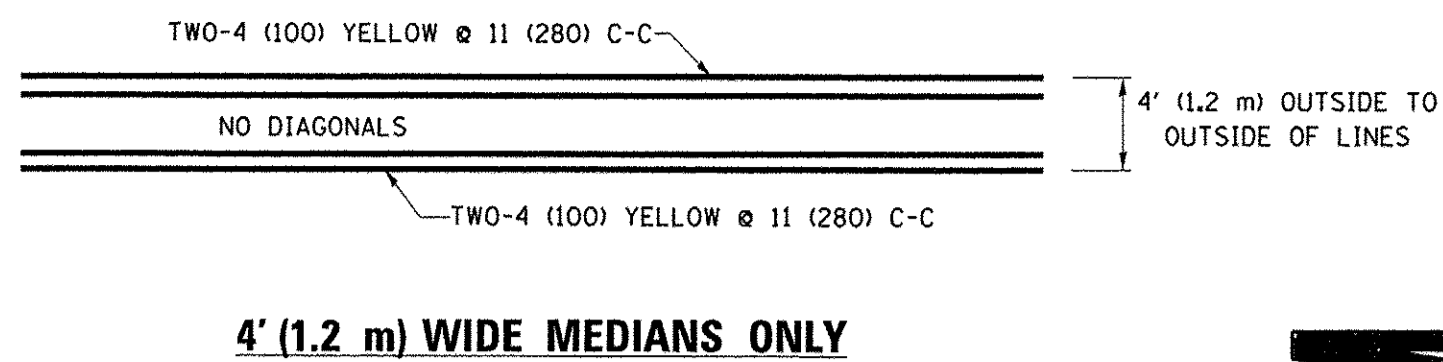 TWO-4 (100) YELLOW @ 11 (280) C-C
4' (1.2 m) OUTSIDE TO
OUTSIDE OF LINES
NO DIAGONALS
TWO-4 (100) YELLOW @ 11 (280) C-C
4' (1.2 m) WIDE MEDIANS ONLY